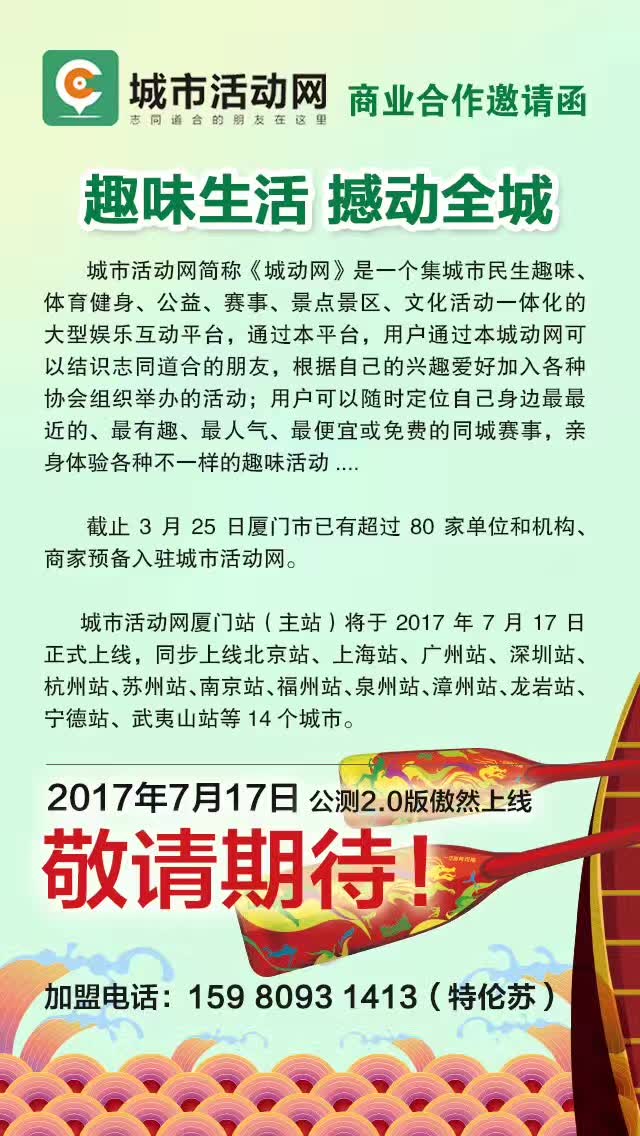 城市活动网
志同道合的朋友在这里
商业合作邀请函
趣味生活 撼动全城
城市活动网简称《城动网》是一个集城市民生趣味、
体育健身、公益、赛事、景点景区、文化活动一体化的
大型娱乐互动平台，通过本平台，用户通过本城动网可
以结识志同道合的朋友，根据自己的兴趣爱好加入各种
协会组织举办的活动；用户可以随时定位自己身边最最
近的、最有趣、最人气、最便宜或免费的同城赛事，亲
身体验各种不一样的趣味活动 ....
截止 3 月 25 日厦门市已有超过 80 家单位和机构、
商家预备入驻城市活动网。
城市活动网厦门站（主站）将于 2017 年 7 月 17 日
正式上线，同步上线北京站、上海站、广州站、深圳站、
杭州站、苏州站、南京站、福州站、泉州站、漳州站、龙岩站、
宁德站、武夷山站等 14 个城市。
2017年7月17日 公测2.0版傲然上线
敬请期待！
加盟电话：159 8093 1413（特伦苏）